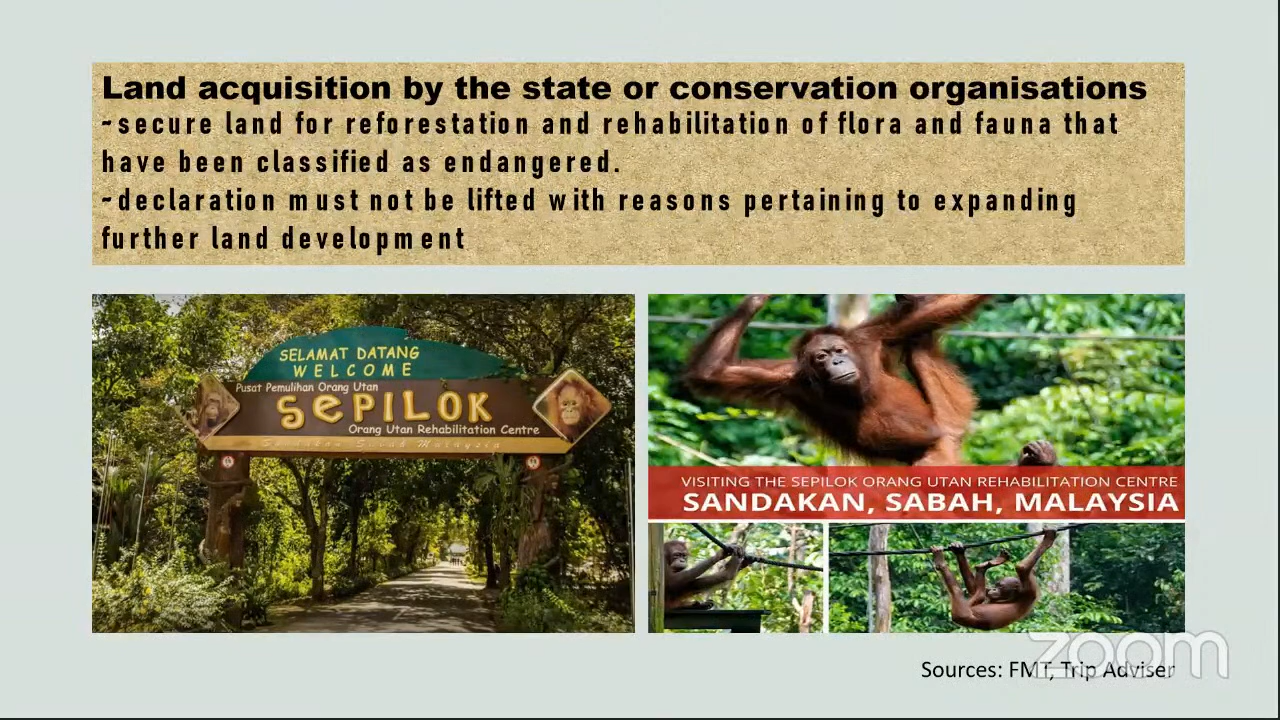 Land acquisition by the state or conservation organisations
~secure land for reforestation and rehabilitation of flora and fauna that
have been classified as endangered.
~declaration must not be lifted with reasons pertaining to expanding
further land development
SELAMAT DATANG
WELCOME
Pusat Pemulihan Orang Utan
SEPILOK
Orang Utan Rehabilitation Centre
Sandakan Sabah Malaysia
VISITING THE SEPILOK ORANG UTAN REHABILITATION CENTRE
SANDAKAN, SABAH, MALAYSIA
zoom
Sources: FMT, Trip Adviser